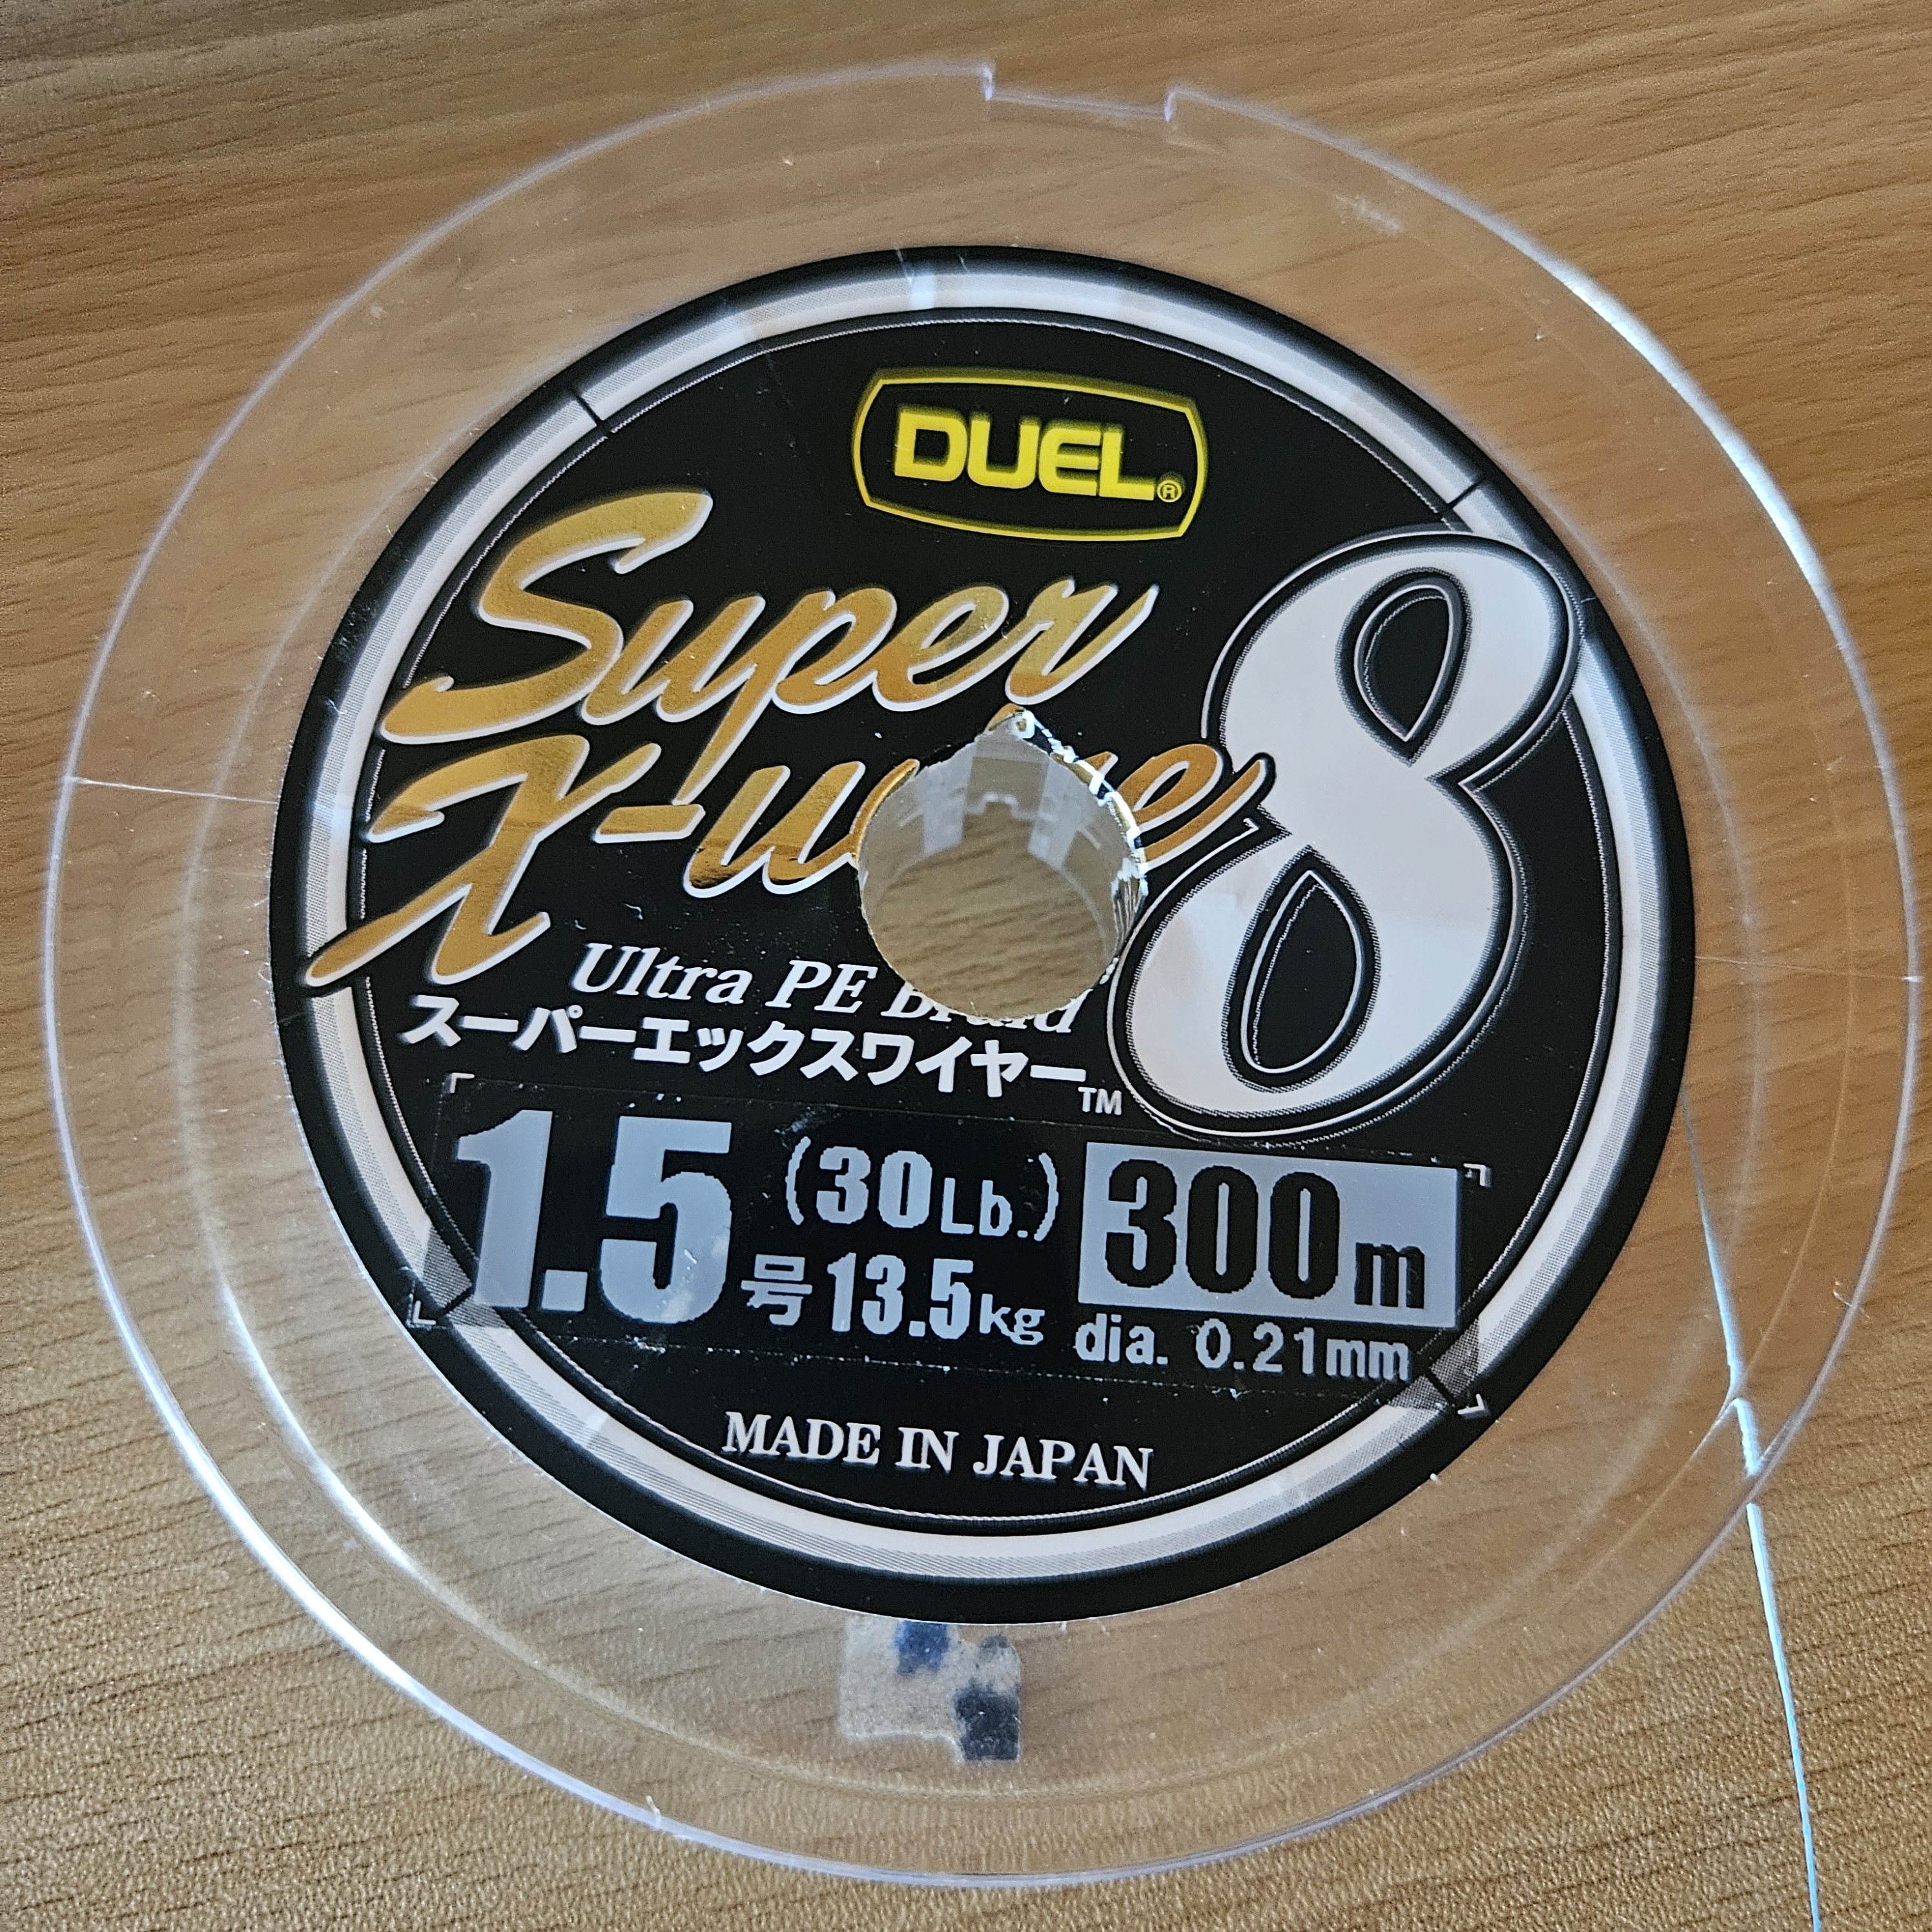 DUEL®
Super
8
Ultra PE Braid
スーパーエックスワイヤー™
1.5号 (30Lb.) 13.5kg
300m
dia. 0.21mm
MADE IN JAPAN